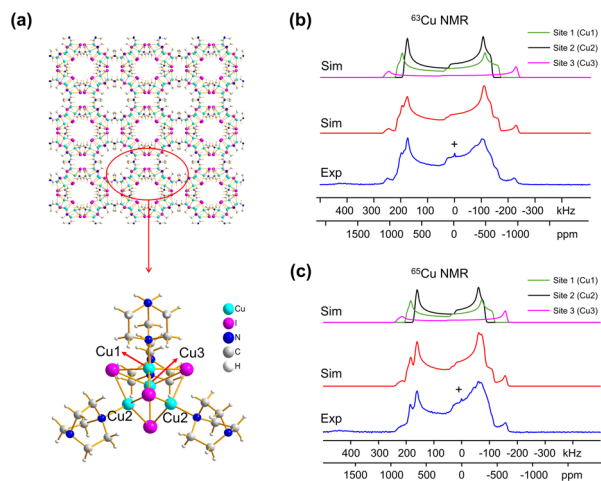 (a)
Cu
I
N
C
H
Cu1
Cu3
Cu2
Cu2
(b)
⁶³Cu NMR
Site 1 (Cu1)
Site 2 (Cu2)
Site 3 (Cu3)
Sim
Sim
+
Exp
400 300 200 100 0 -100 -200 -300 kHz
1500 1000 500 0 -500 -1000 ppm
(c)
⁶⁵Cu NMR
Site 1 (Cu1)
Site 2 (Cu2)
Site 3 (Cu3)
Sim
Sim
+
Exp
400 300 200 100 0 -100 -200 -300 kHz
1500 1000 500 0 -500 -1000 ppm